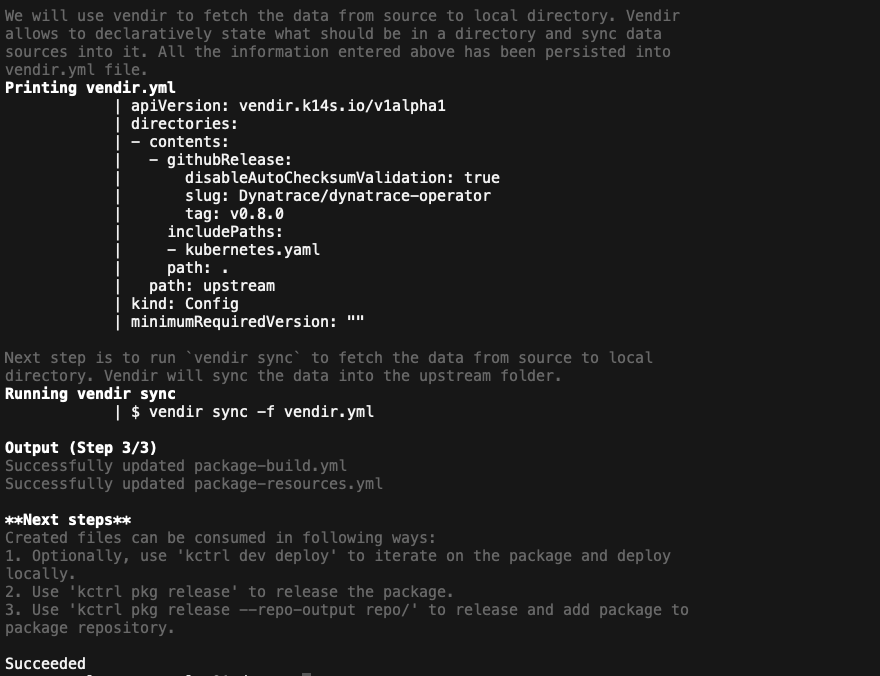 We will use vendir to fetch the data from source to local directory. Vendir
allows to declaratively state what should be in a directory and sync data
sources into it. All the information entered above has been persisted into
vendir.yml file.
Printing vendir.yml
            | apiVersion: vendir.k14s.io/v1alpha1
            | directories:
            | - contents:
            |   - githubRelease:
            |       disableAutoChecksumValidation: true
            |       slug: Dynatrace/dynatrace-operator
            |       tag: v0.8.0
            |     includePaths:
            |     - kubernetes.yaml
            |     path: .
            |   path: upstream
            | kind: Config
            | minimumRequiredVersion: ""

Next step is to run `vendir sync` to fetch the data from source to local
directory. Vendir will sync the data into the upstream folder.
Running vendir sync
            | $ vendir sync -f vendir.yml

Output (Step 3/3)
Successfully updated package-build.yml
Successfully updated package-resources.yml

**Next steps**
Created files can be consumed in following ways:
1. Optionally, use 'kctrl dev deploy' to iterate on the package and deploy
locally.
2. Use 'kctrl pkg release' to release the package.
3. Use 'kctrl pkg release --repo-output repo/' to release and add package to
package repository.

Succeeded